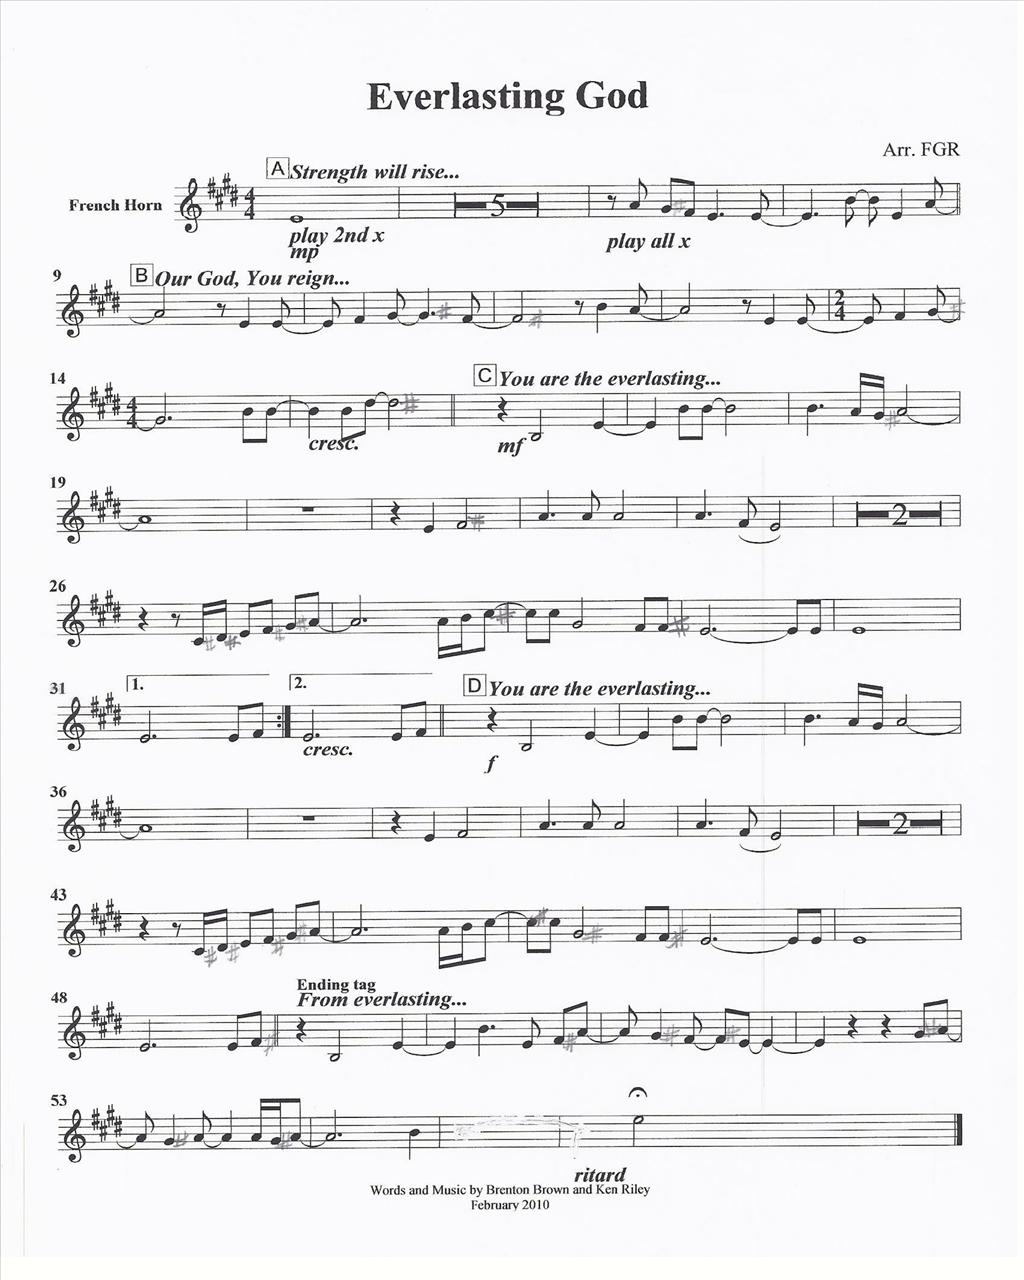 Everlasting God
Arr. FGR
A Strength will rise...
French Horn
4
4
5
play 2nd x
play all x
mp
9
B Our God, You reign...
2
4
14
C You are the everlasting...
4
4
cresc.
mf
19
2
26
31
1.
2.
D You are the everlasting...
cresc.
f
36
2
43
48
Ending tag
From everlasting...
53
ritard
Words and Music by Brenton Brown and Ken Riley
February 2010